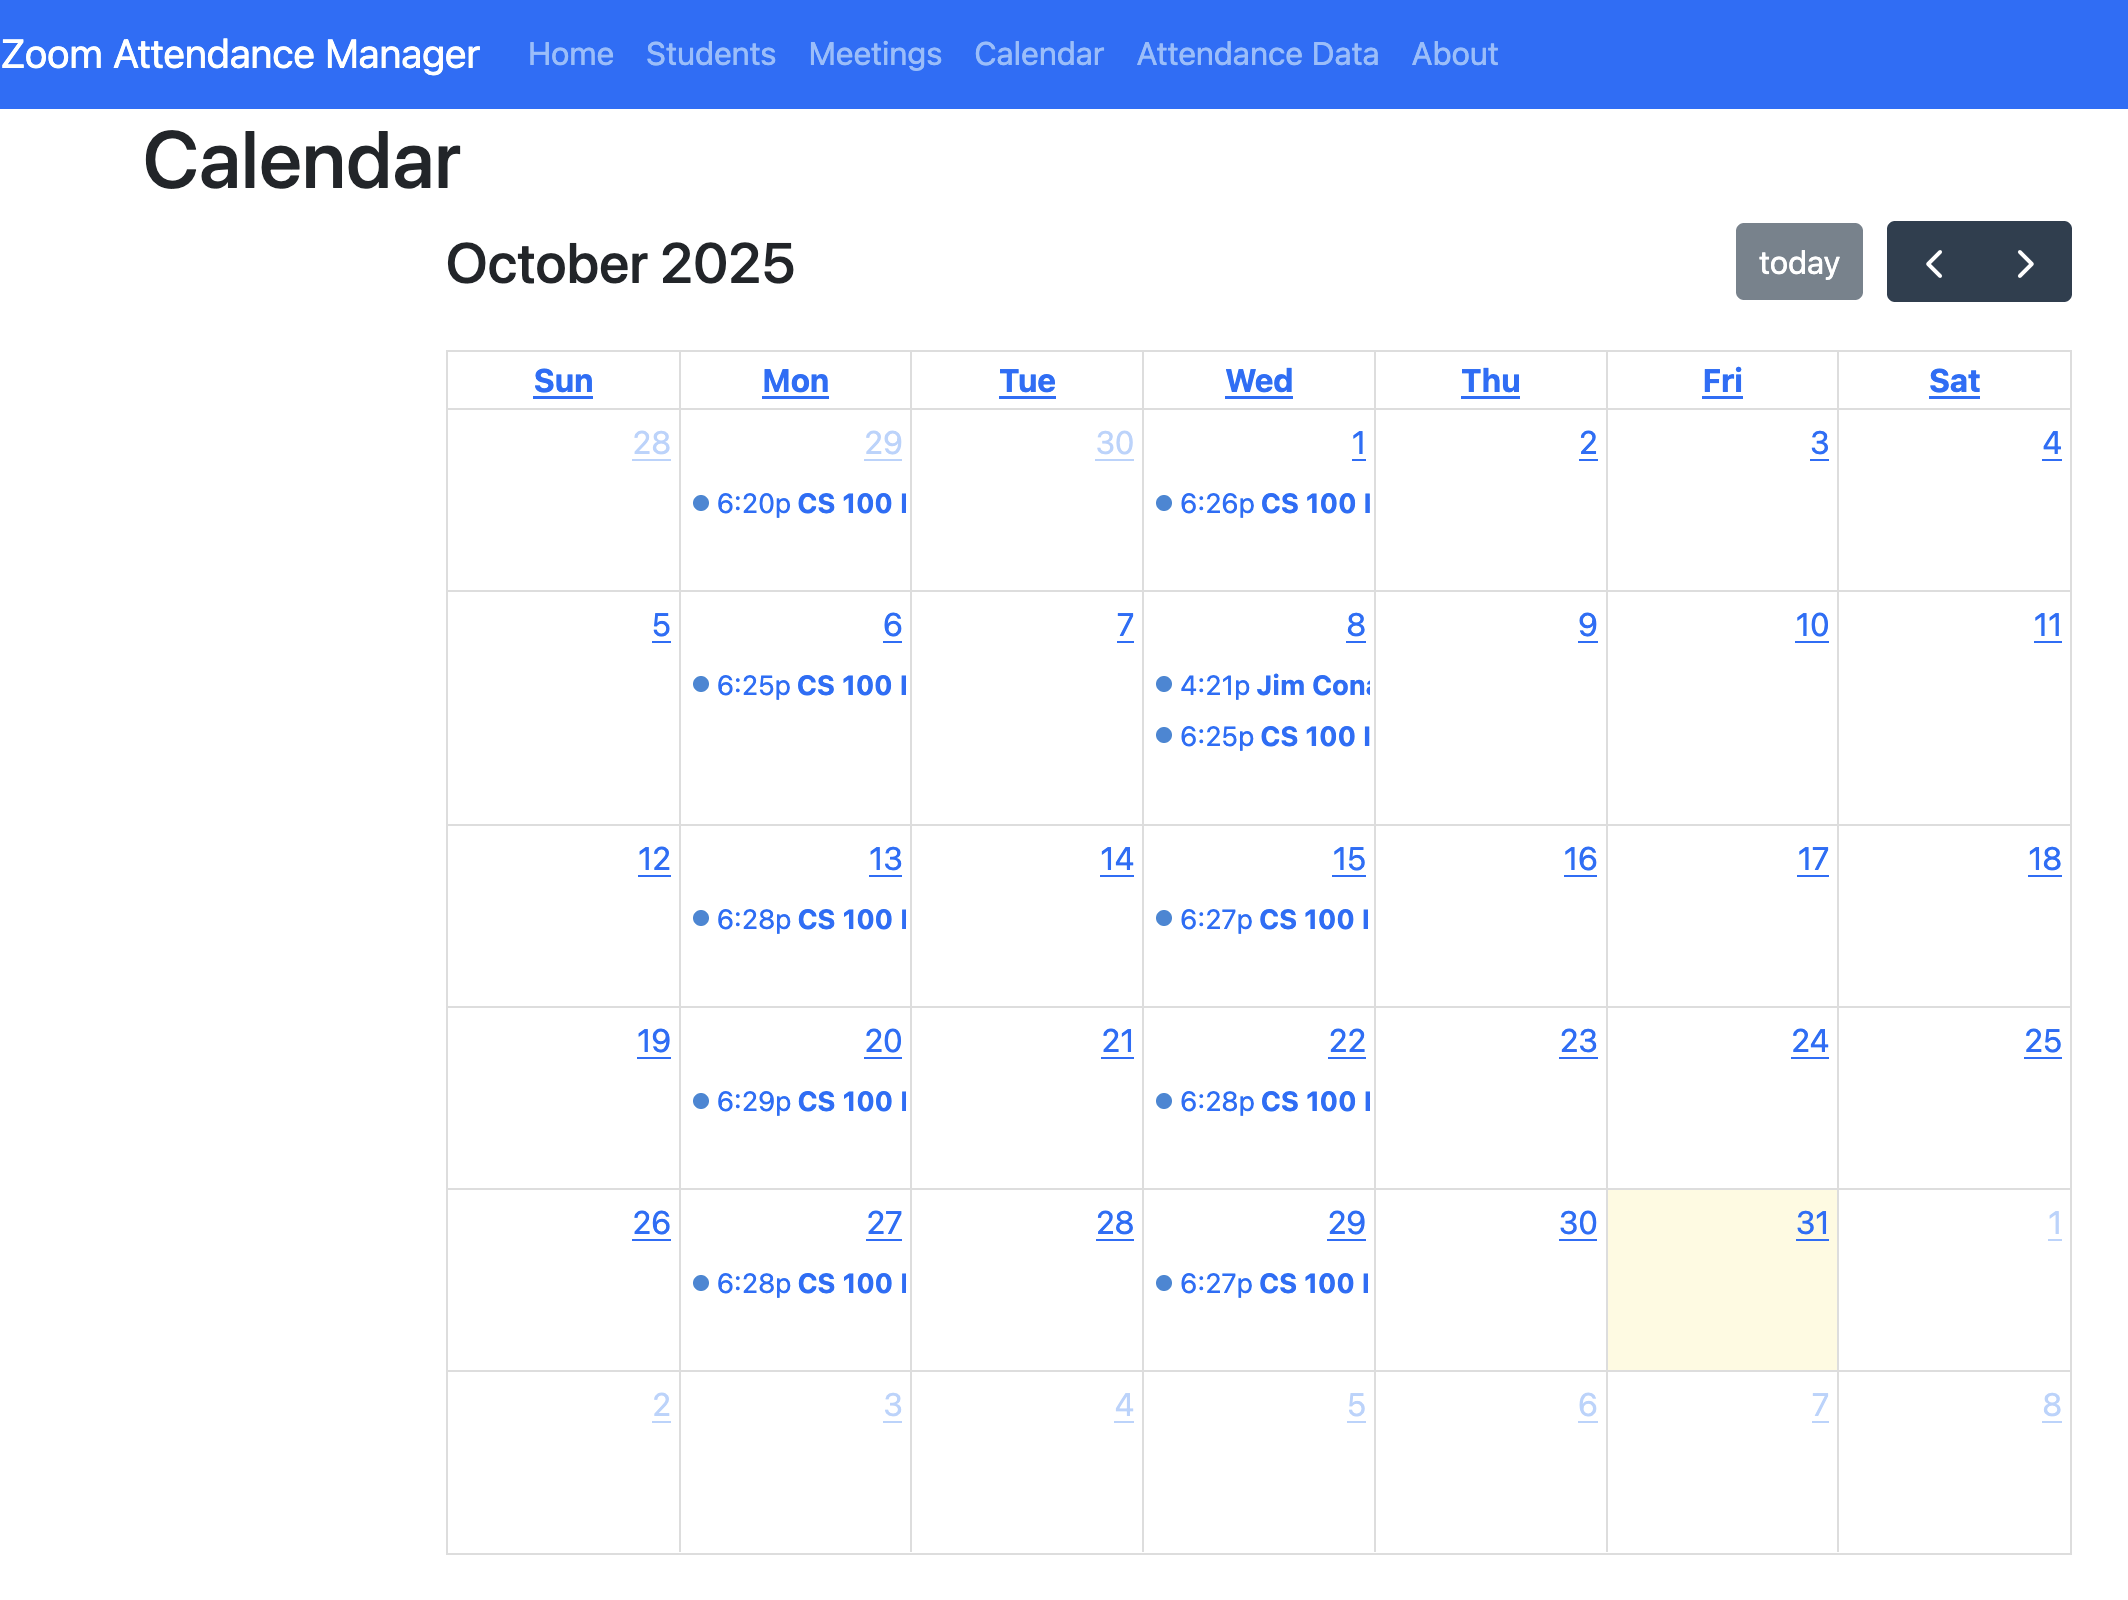 Zoom Attendance Manager Home Students Meetings Calendar Attendance Data About
Calendar
October 2025 today
Sun Mon Tue Wed Thu Fri Sat
28 29 30 1 2 3 4
6:20p CS 100 6:26p CS 100
5 6 7 8 9 10 11
6:25p CS 100 4:21p Jim
6:25p CS 100
12 13 14 15 16 17 18
6:28p CS 100 6:27p CS 100
19 20 21 22 23 24 25
6:29p CS 100 6:28p CS 100
26 27 28 29 30 31 1
6:28p CS 100 6:27p CS 100
2 3 4 5 6 7 8